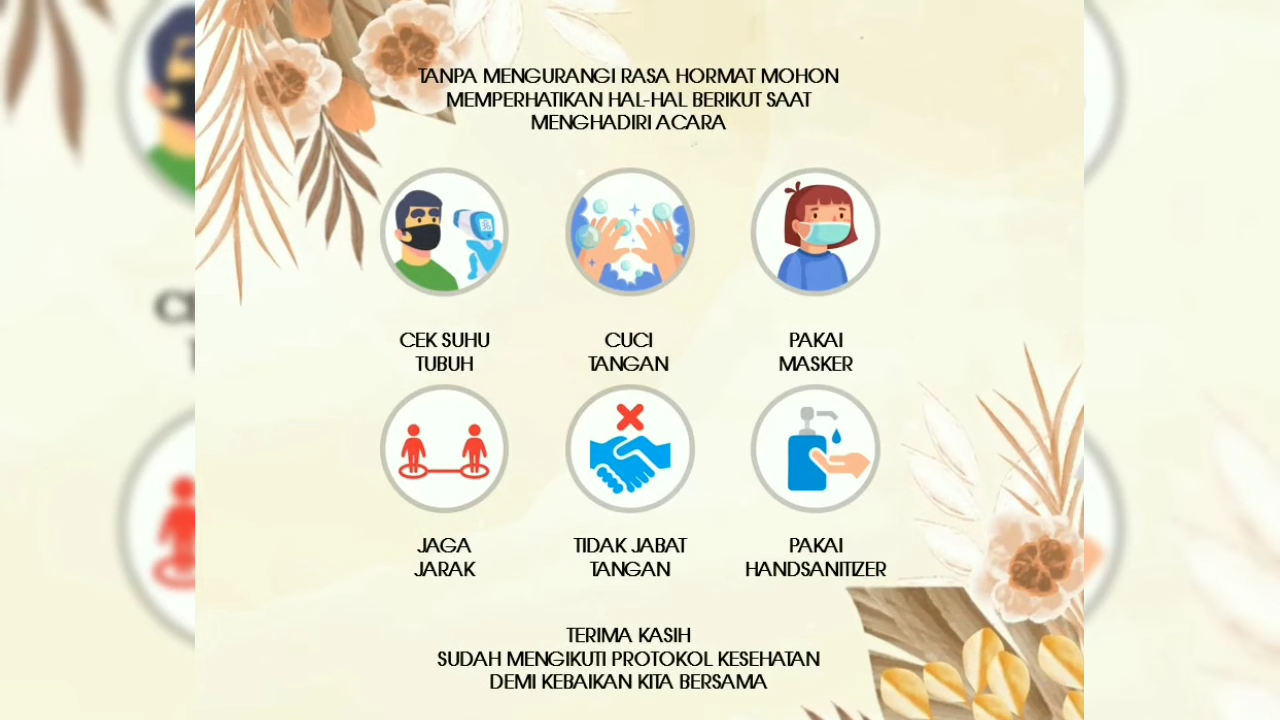 TANPA MENGURANGI RASA HORMAT MOHON
MEMPERHATIKAN HAL-HAL BERIKUT SAAT
MENGHADIRI ACARA
CEK SUHU
TUBUH
CUCI
TANGAN
PAKAI
MASKER
JAGA
JARAK
TIDAK JABAT
TANGAN
PAKAI
HANDSANITIZER
TERIMA KASIH
SUDAH MENGIKUTI PROTOKOL KESEHATAN
DEMI KEBAIKAN KITA BERSAMA